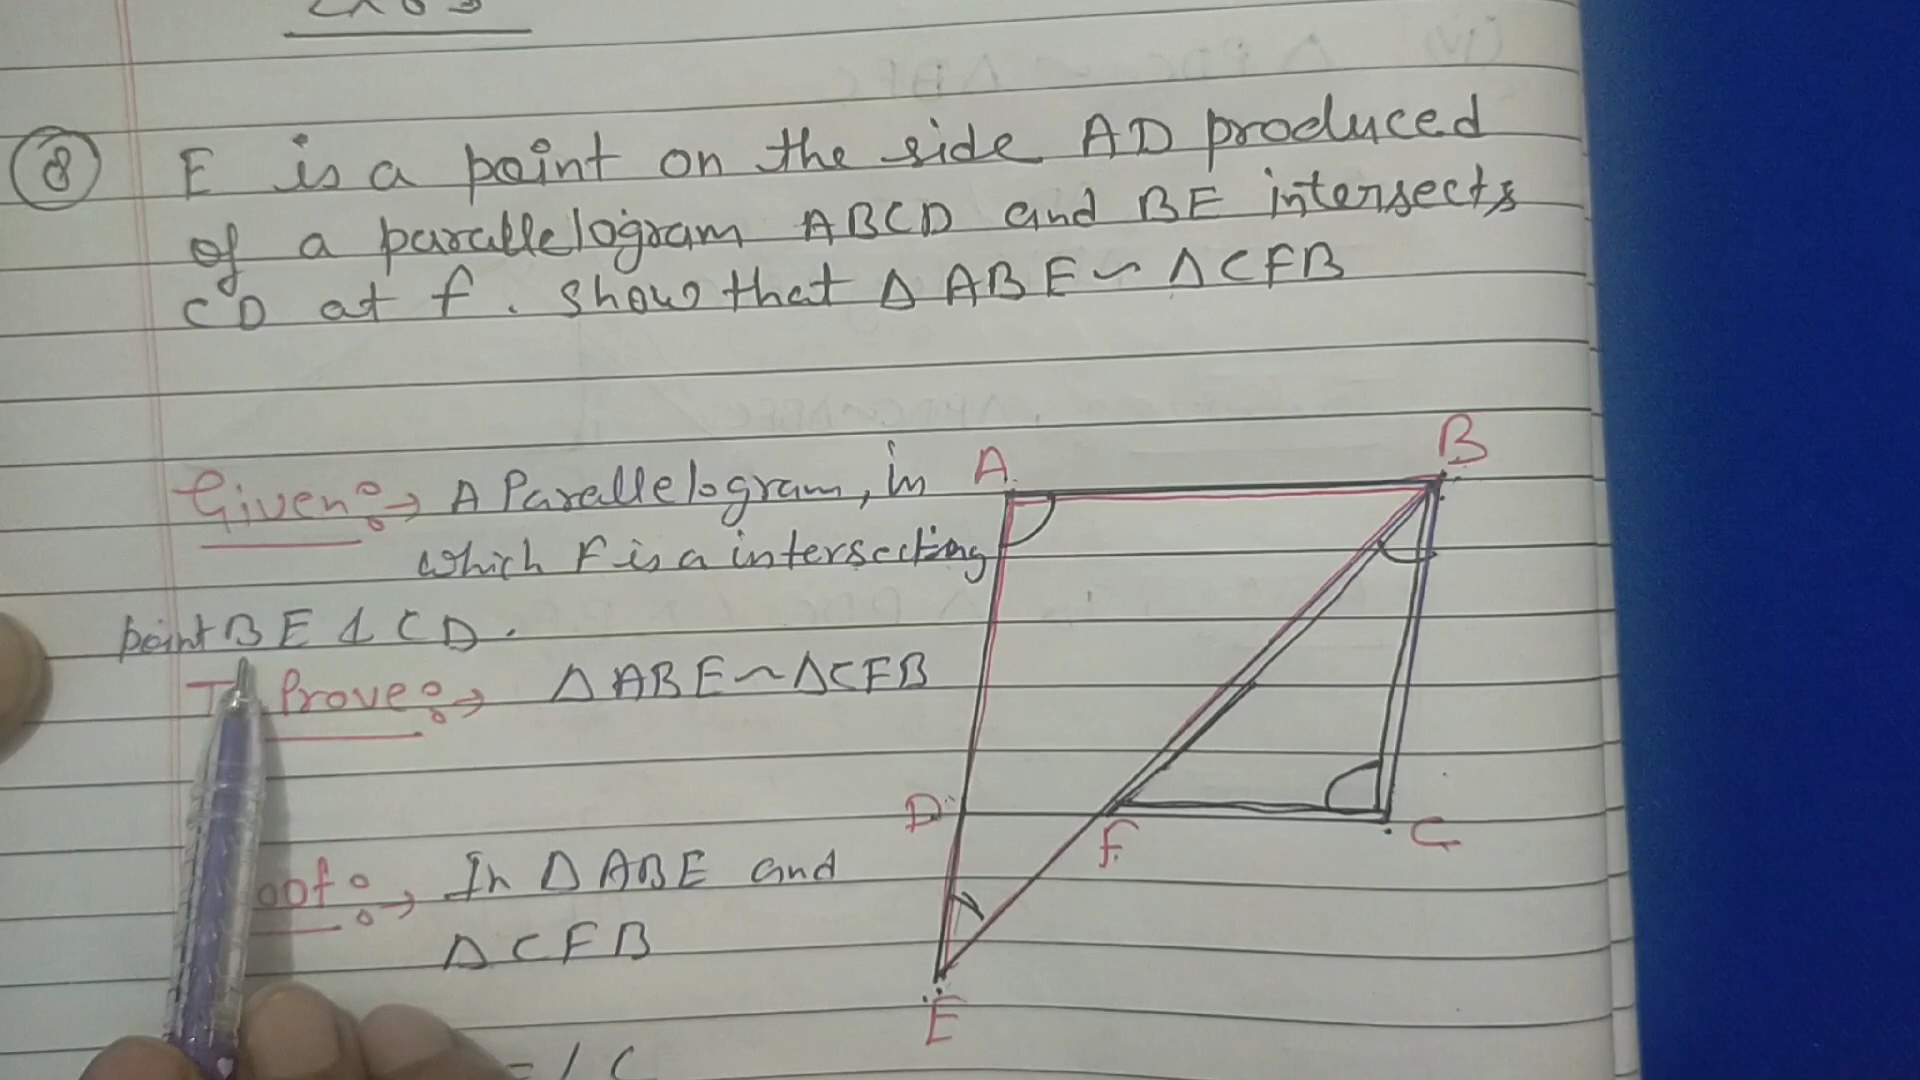 8 E is a point on the side AD produced
of a parallelogram ABCD and BE intersects
CD at f. show that Δ ABE ~ Δ CFB
Given:→ A Parallelogram, in
which F is a intersecting
point BE & CD.
Prove:→ Δ ABE ~ Δ CFB
In Δ ABE and
Δ CFB
A
B
D
F
C
E